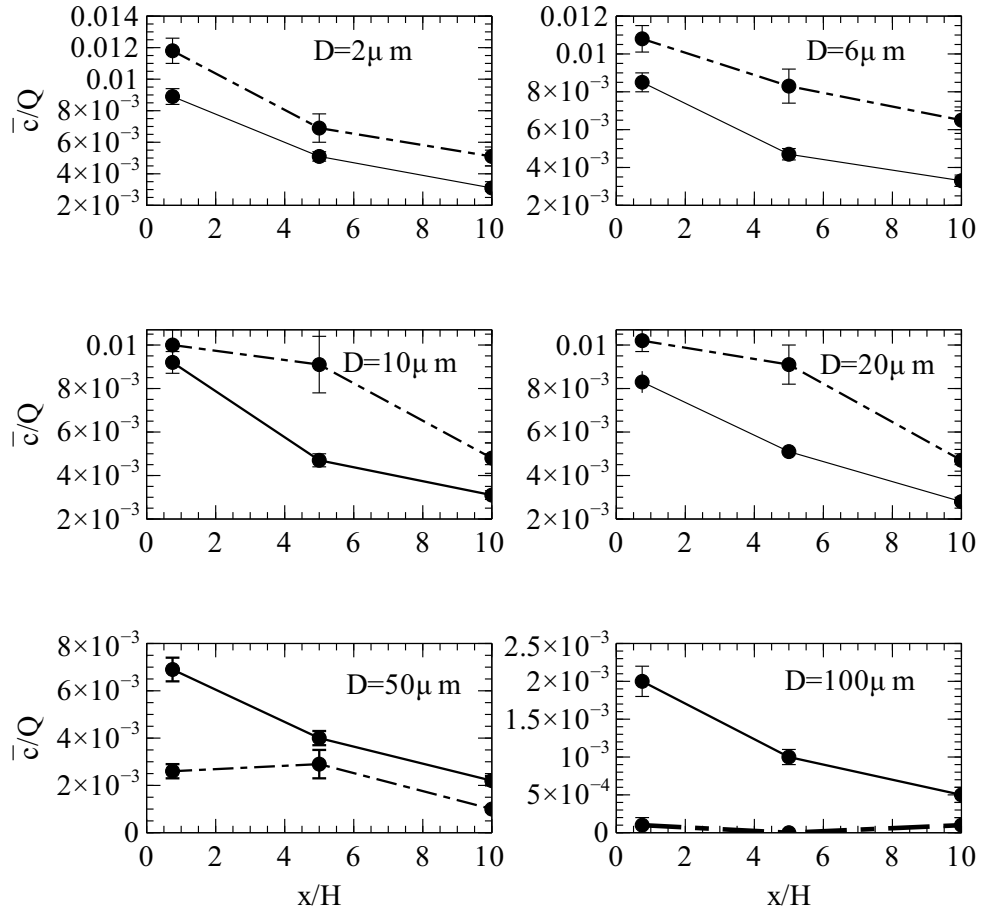 0.014
0.012
0.01
8×10⁻³
6×10⁻³
4×10⁻³
2×10⁻³
c̅/Q
D=2μ m
0 2 4 6 8 10
0.012
0.01
8×10⁻³
6×10⁻³
4×10⁻³
2×10⁻³
D=6μ m
0 2 4 6 8 10
0.01
8×10⁻³
6×10⁻³
4×10⁻³
2×10⁻³
c̅/Q
D=10μ m
0 2 4 6 8 10
0.01
8×10⁻³
6×10⁻³
4×10⁻³
2×10⁻³
D=20μ m
0 2 4 6 8 10
8×10⁻³
6×10⁻³
4×10⁻³
2×10⁻³
0
c̅/Q
D=50μ m
0 2 4 6 8 10
x/H
2.5×10⁻³
2×10⁻³
1.5×10⁻³
1×10⁻³
5×10⁻⁴
0
D=100μ m
0 2 4 6 8 10
x/H